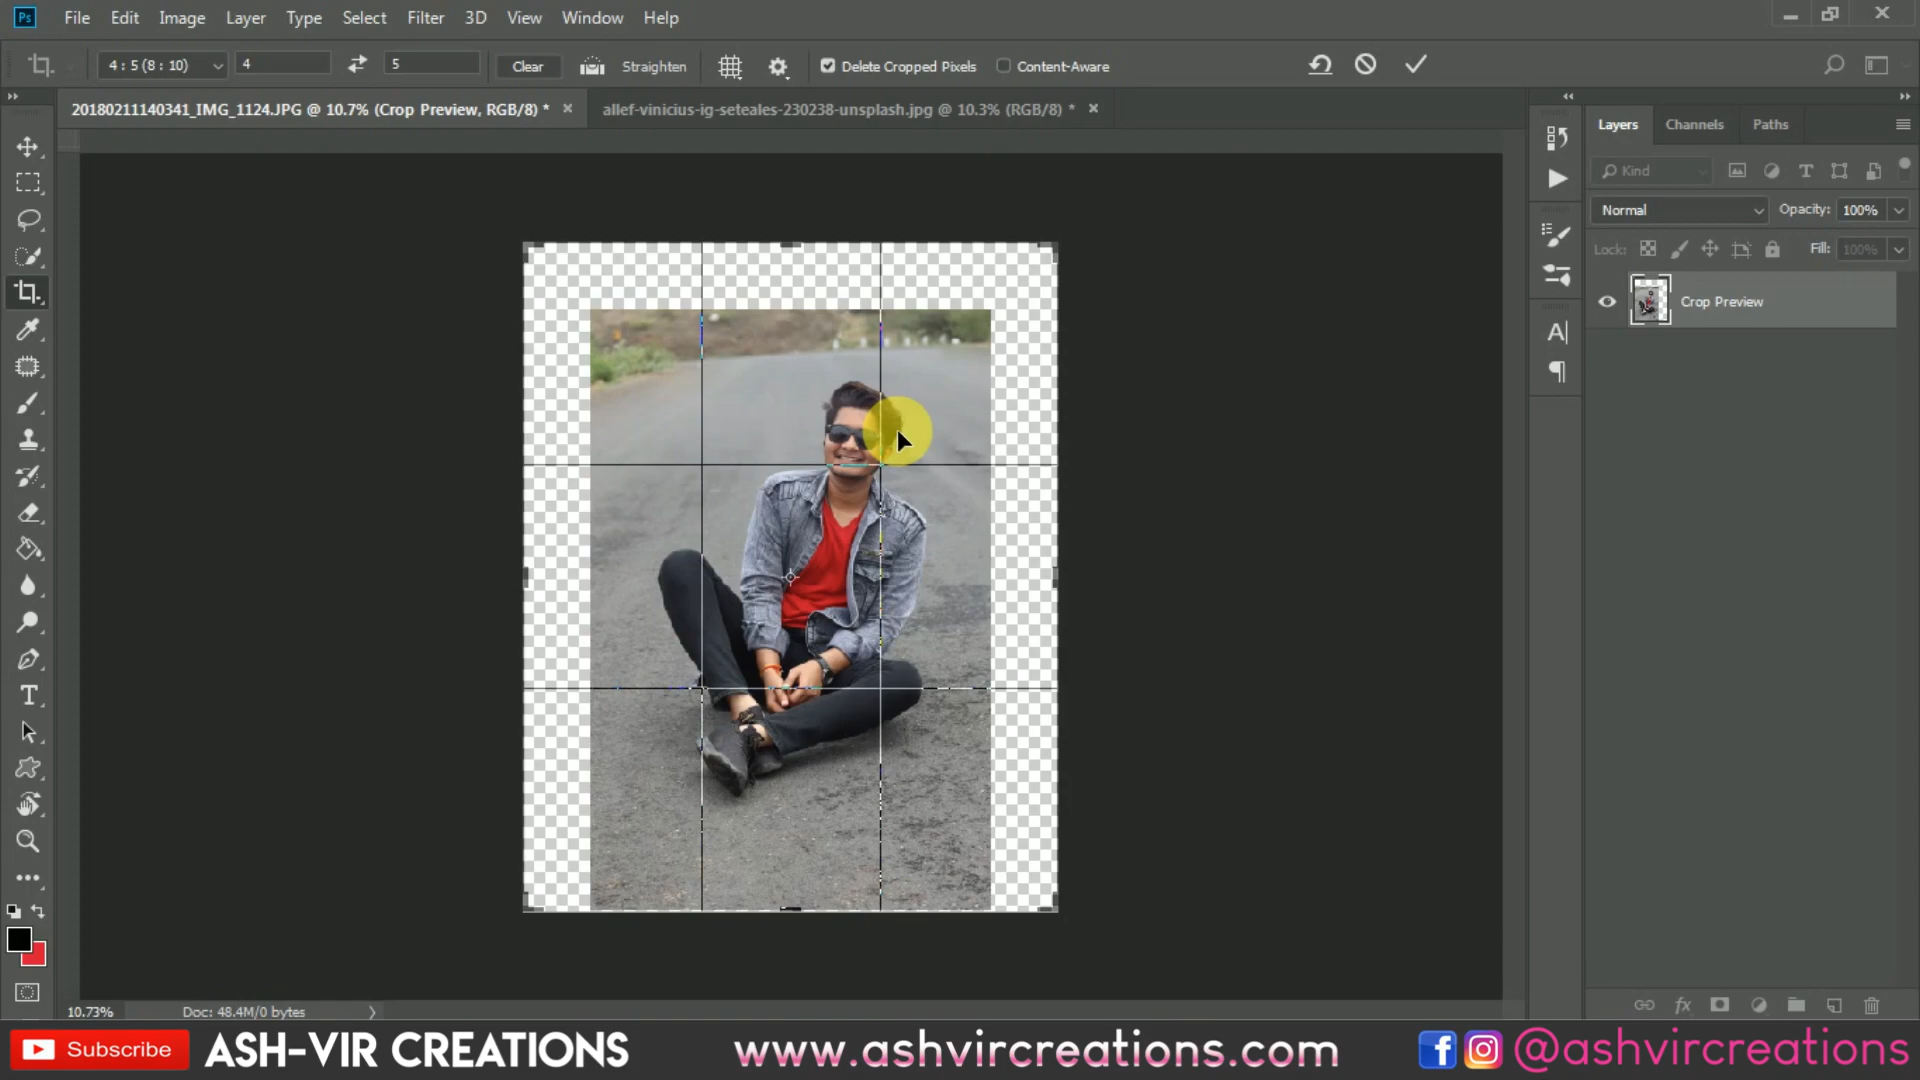 Ps File Edit Image Layer Type Select Filter 3D View Window Help
4 : 5 (8 : 10) 4 5 Clear Straighten Delete Cropped Pixels Content-Aware
20180211140341_IMG_1124.JPG @ 10.7% (Crop Preview, RGB/8) * allef-vinicius-ig-seteales-230238-unsplash.jpg @ 10.3% (RGB/8) *
Layers Channels Paths
Kind
Normal Opacity: 100%
Lock: Fill: 100%
Crop Preview
10.73% Doc: 48.4M/0 bytes
Subscribe ASH-VIR CREATIONS www.ashvircreations.com @ashvircreations